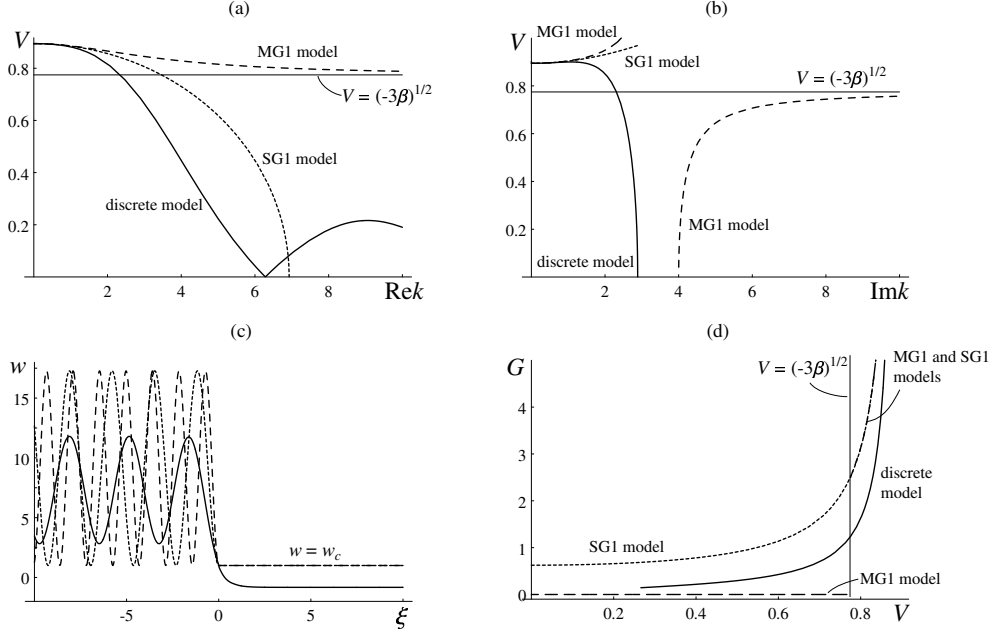 (a)
V
MG1 model
0.8
V = (-3β)^{1/2}
0.6
SG1 model
0.4
discrete model
0.2
2 4 6 8 10
Rek
(b)
V
MG1 model
SG1 model
V = (-3β)^{1/2}
0.8
0.4
MG1 model
0.2
discrete model
2 4 6 8 10
Imk
(c)
w
15
10
5
w = w_c
0
-5 0 5 10
ξ
(d)
G
V = (-3β)^{1/2}
MG1 and SG1
models
4
3
discrete
model
2
1
SG1 model
MG1 model
0
0.2 0.4 0.6 0.8
V